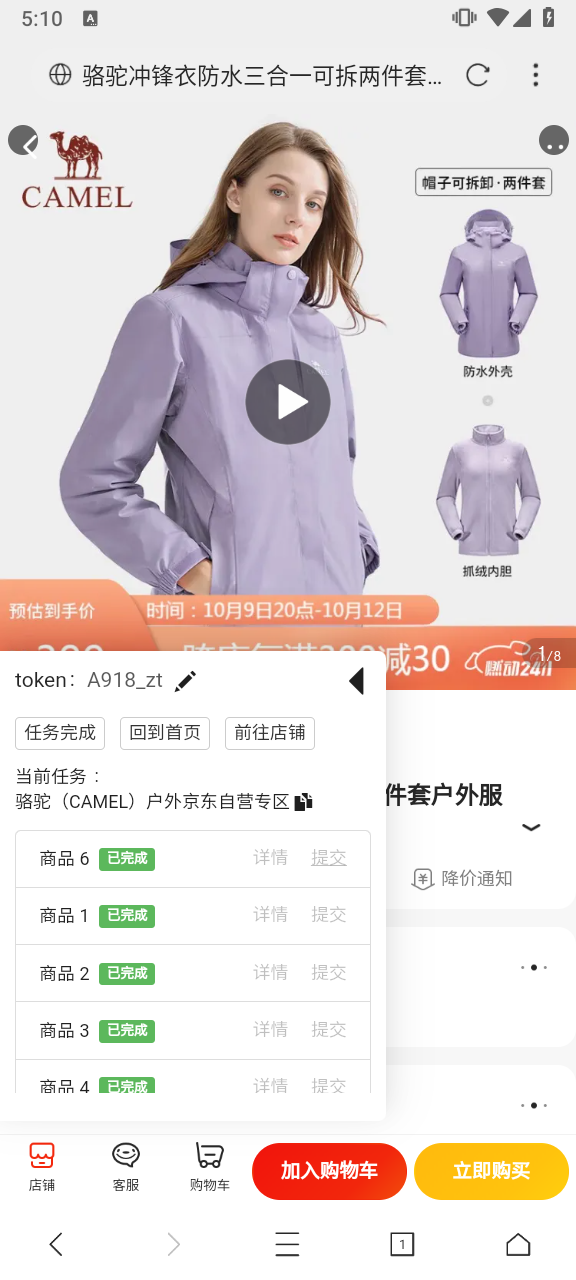 5:10
A
骆驼冲锋衣防水三合一可拆两件套...
CAMEL
帽子可拆卸·两件套
防水外壳
抓绒内胆
预估到手价
时间：10月9日20点-10月12日
减30
燃动24h
1/8
token： A918_zt
任务完成
回到首页
前往店铺
当前任务：
骆驼（CAMEL）户外京东自营专区
件套户外服
降价通知
商品 6 已完成 详情 提交
商品 1 已完成 详情 提交
商品 2 已完成 详情 提交
商品 3 已完成 详情 提交
商品 4 已完成 详情 提交
店铺
客服
购物车
加入购物车
立即购买
1